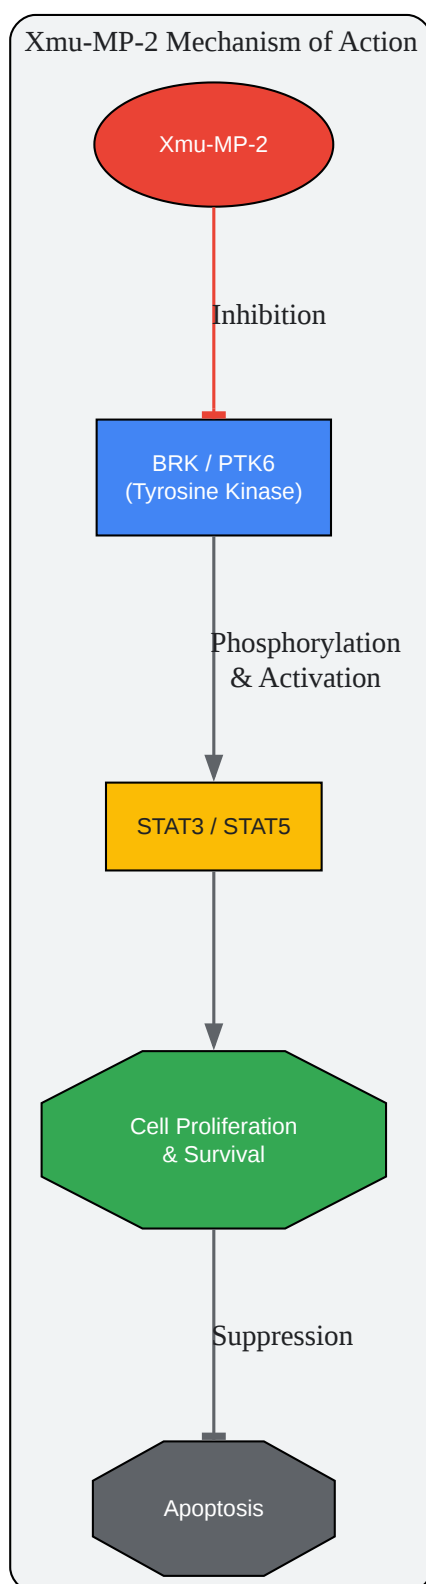 Xmu-MP-2 Mechanism of Action
Xmu-MP-2
Inhibition
BRK / PTK6
(Tyrosine Kinase)
Phosphorylation
& Activation
STAT3 / STAT5
Cell Proliferation
& Survival
Suppression
Apoptosis